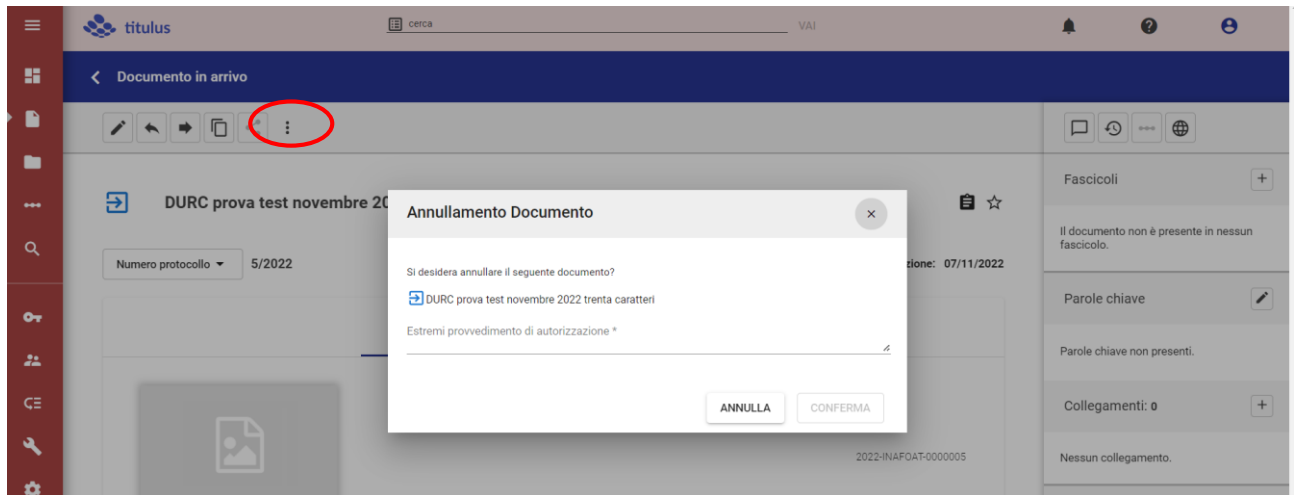 titulus
cerca
VAI
Documento in arrivo
DURC prova test novembre 20
Numero protocollo
5/2022
zione: 07/11/2022
Annullamento Documento
Si desidera annullare il seguente documento?
DURC prova test novembre 2022 trenta caratteri
Estremi provvedimento di autorizzazione *
ANNULLA
CONFERMA
2022-INAFOAT-0000005
Fascicoli
Il documento non è presente in nessun
fascicolo.
Parole chiave
Parole chiave non presenti.
Collegamenti: 0
Nessun collegamento.